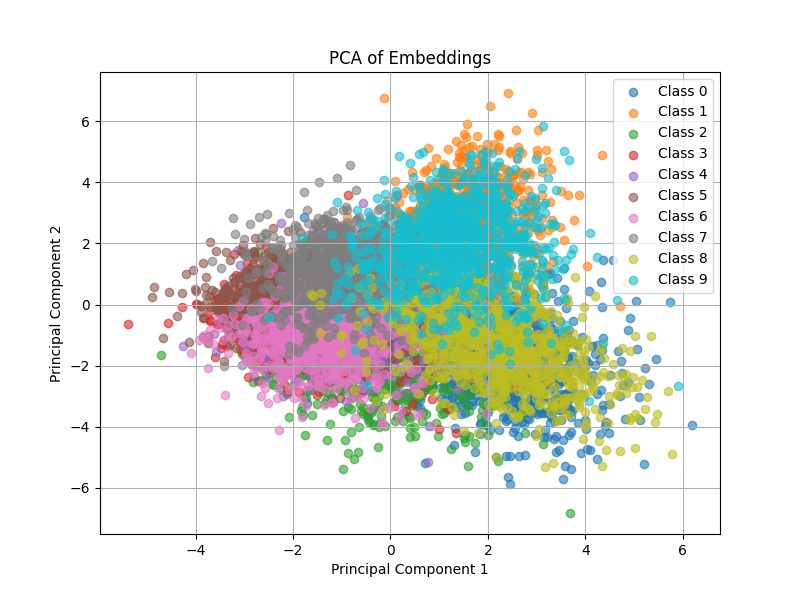 PCA of Embeddings
Class 0
Class 1
Class 2
Class 3
Class 4
Class 5
Class 6
Class 7
Class 8
Class 9
6
4
2
0
−2
−4
−6
Principal Component 2
−4
−2
0
2
4
6
Principal Component 1